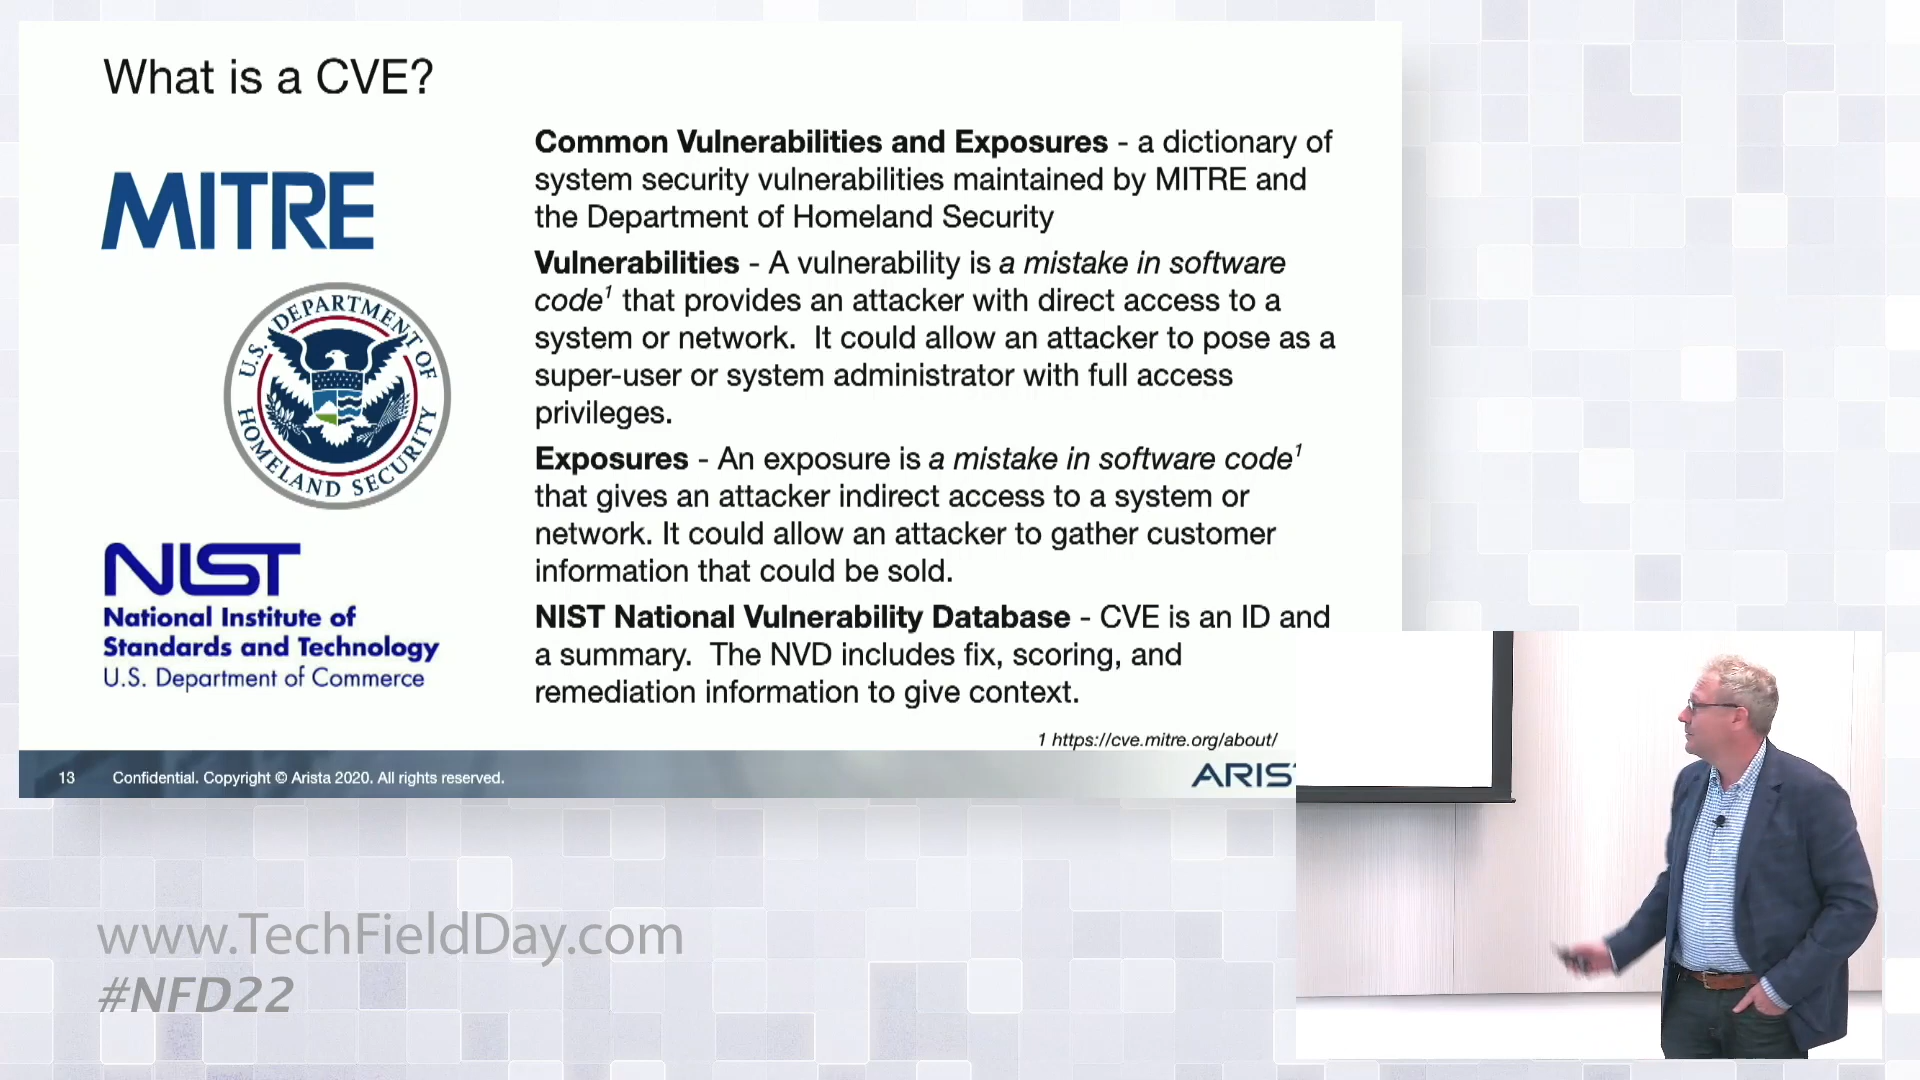 What is a CVE?
MITRE
U.S. DEPARTMENT OF
HOMELAND SECURITY
NIST
National Institute of
Standards and Technology
U.S. Department of Commerce
Common Vulnerabilities and Exposures - a dictionary of
system security vulnerabilities maintained by MITRE and
the Department of Homeland Security
Vulnerabilities - A vulnerability is a mistake in software
code1 that provides an attacker with direct access to a
system or network.  It could allow an attacker to pose as a
super-user or system administrator with full access
privileges.
Exposures - An exposure is a mistake in software code1
that gives an attacker indirect access to a system or
network. It could allow an attacker to gather customer
information that could be sold.
NIST National Vulnerability Database - CVE is an ID and
a summary.  The NVD includes fix, scoring, and
remediation information to give context.
1 https://cve.mitre.org/about/
13 Confidential. Copyright © Arista 2020. All rights reserved.
ARIS
www.TechFieldDay.com
#NFD22